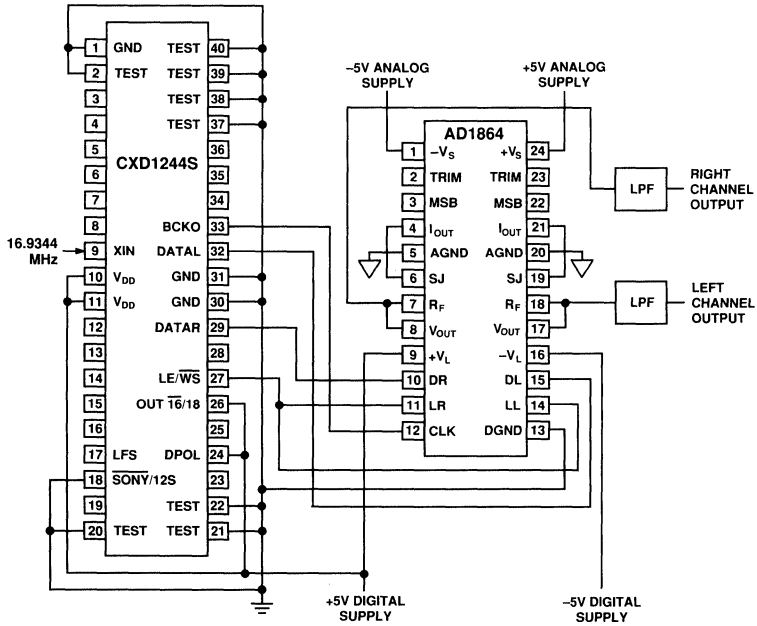 1 GND TEST 40
2 TEST TEST 39
3 TEST 38
4 TEST 37
5 36
CXD1244S
6 35
7 34
8 BCKO 33
16.9344
MHz
9 XIN DATAL 32
10 VDD GND 31
11 VDD GND 30
12 DATAR 29
13 28
14 LE/WS 27
15 OUT 16/18 26
16 25
17 LFS DPOL 24
18 SONY/12S 23
19 TEST 22
20 TEST TEST 21
–5V ANALOG
SUPPLY
+5V ANALOG
SUPPLY
AD1864
1 –VS +VS 24
2 TRIM TRIM 23
3 MSB MSB 22
4 IOUT IOUT 21
5 AGND AGND 20
6 SJ SJ 19
7 RF RF 18
8 VOUT VOUT 17
9 +VL –VL 16
10 DR DL 15
11 LR LL 14
12 CLK DGND 13
LPF
RIGHT
CHANNEL
OUTPUT
LPF
LEFT
CHANNEL
OUTPUT
+5V DIGITAL
SUPPLY
–5V DIGITAL
SUPPLY